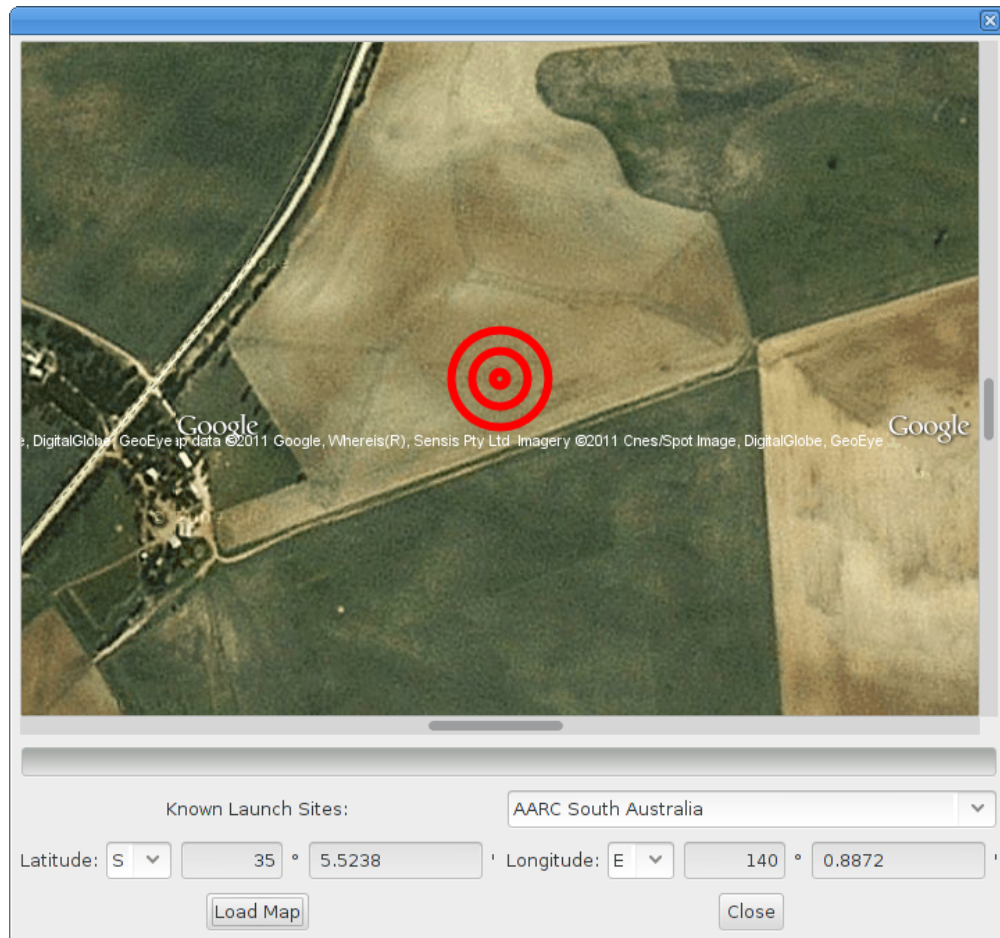 Google Google
, DigitalGlobe, GeoEye ap data ©2011 Google, Whereis(R), Sensis Pty Ltd Imagery ©2011 Cnes/Spot Image, DigitalGlobe, GeoEye
Known Launch Sites: AARC South Australia
Latitude: S 35 ° 5.5238 ' Longitude: E 140 ° 0.8872 '
Load Map Close